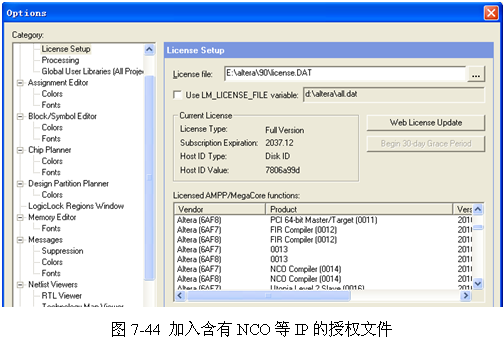 Options
Category:
License Setup
Processing
Global User Libraries (All Proje
Assignment Editor
Colors
Fonts
Block/Symbol Editor
Colors
Fonts
Chip Planner
Colors
Fonts
Design Partition Planner
Colors
LogicLock Regions Window
Memory Editor
Fonts
Messages
Suppression
Colors
Fonts
Netlist Viewers
RTL Viewer
Technology Map Viewer
License Setup
License file: E:\altera\90\license.DAT ...
Use LM_LICENSE_FILE variable: d:\altera\all.dat
Current License
License Type: Full Version
Subscription Expiration: 2037.12
Host ID Type: Disk ID
Host ID Value: 7806a99d
Web License Update
Begin 30-day Grace Period
Licensed AMPP/MegaCore functions:
Vendor Product Vers
Altera (6AF7) PCI 64-bit Master/Target (0011) 201
Altera (6AF7) FIR Compiler (0012) 201
Altera (6AF8) FIR Compiler (0012) 201
Altera (6AF7) 0013 201
Altera (6AF8) 0013 201
Altera (6AF7) NCO Compiler (0014) 201
Altera (6AF8) NCO Compiler (0014) 201
Altera (6AF7) Utopia Level 2 Slave (0016) 201
图 7-44 加入含有NCO等IP的授权文件